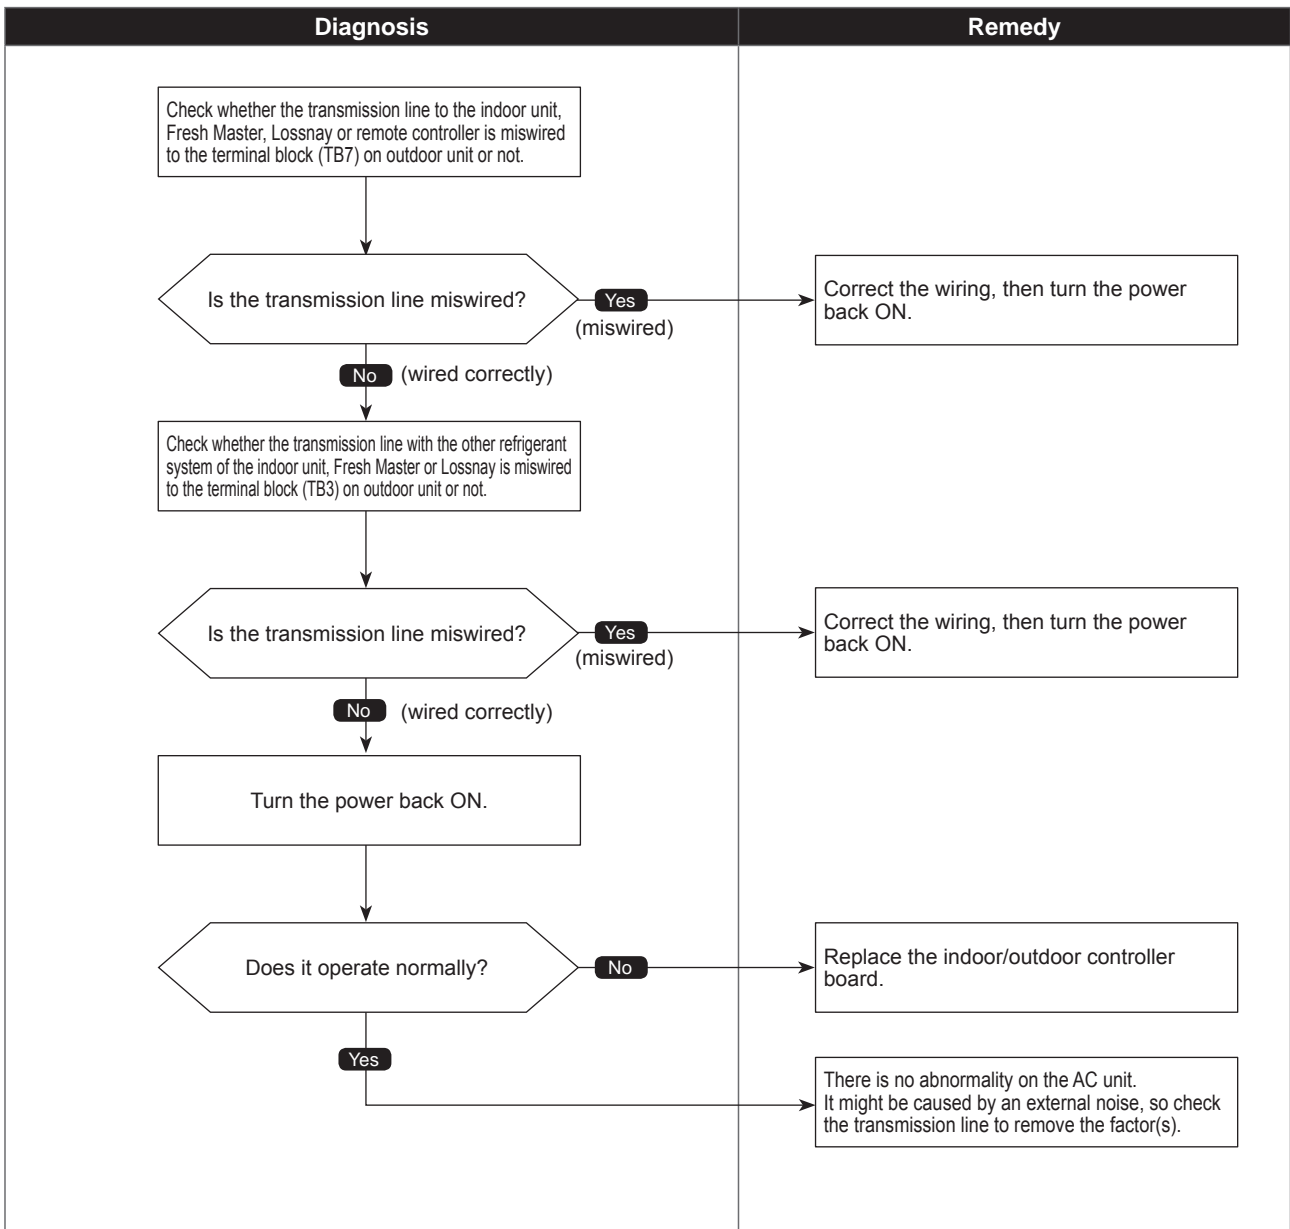 Diagnosis
Remedy
Check whether the transmission line to the indoor unit,
Fresh Master, Lossnay or remote controller is miswired
to the terminal block (TB7) on outdoor unit or not.
Is the transmission line miswired?
Yes
(miswired)
Correct the wiring, then turn the power
back ON.
No (wired correctly)
Check whether the transmission line with the other refrigerant
system of the indoor unit, Fresh Master or Lossnay is miswired
to the terminal block (TB3) on outdoor unit or not.
Is the transmission line miswired?
Yes
(miswired)
Correct the wiring, then turn the power
back ON.
No (wired correctly)
Turn the power back ON.
Does it operate normally?
No
Replace the indoor/outdoor controller
board.
Yes
There is no abnormality on the AC unit.
It might be caused by an external noise, so check
the transmission line to remove the factor(s).